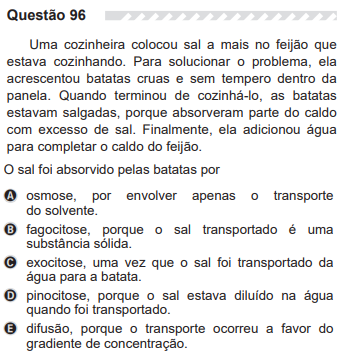 Questão 96
Uma cozinheira colocou sal a mais no feijão que
estava cozinhando. Para solucionar o problema, ela
acrescentou batatas cruas e sem tempero dentro da
panela. Quando terminou de cozinhá-lo, as batatas
estavam salgadas, porque absorveram parte do caldo
com excesso de sal. Finalmente, ela adicionou água
para completar o caldo do feijão.
O sal foi absorvido pelas batatas por
A osmose, por envolver apenas o transporte
do solvente.
B fagocitose, porque o sal transportado é uma
substância sólida.
C exocitose, uma vez que o sal foi transportado da
água para a batata.
D pinocitose, porque o sal estava diluído na água
quando foi transportado.
E difusão, porque o transporte ocorreu a favor do
gradiente de concentração.